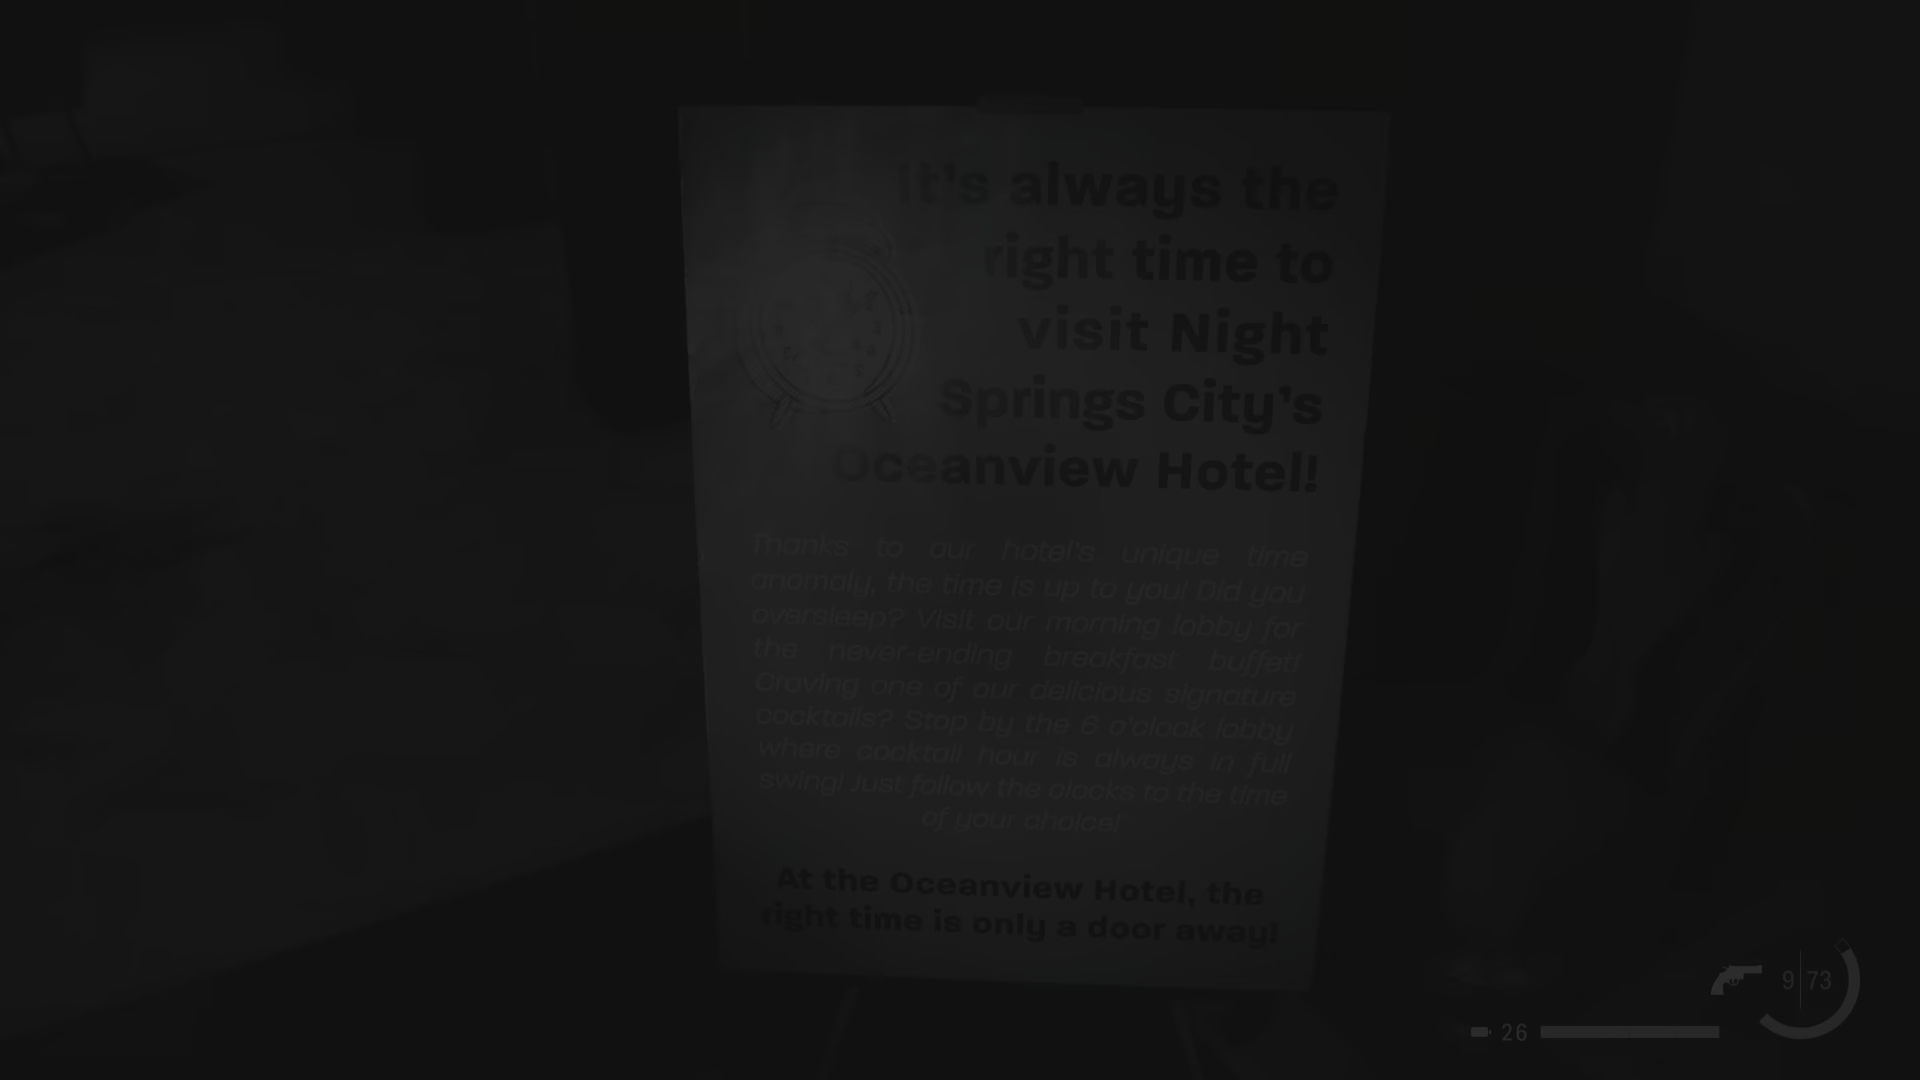 it's always the
right time to
visit Night
Springs City's
Oceanview Hotel!
Thanks to our hotel's unique time
anomaly, the time is up to you! Did you
oversleep? Visit our morning lobby for
the never-ending breakfast buffet!
Craving one of our delicious signature
cocktails? Stop by the 6 o'clock lobby
where cocktail hour is always in full
swing! Just follow the clocks to the time
of your choice!
At the Oceanview Hotel, the
right time is only a door away!
9 73
26